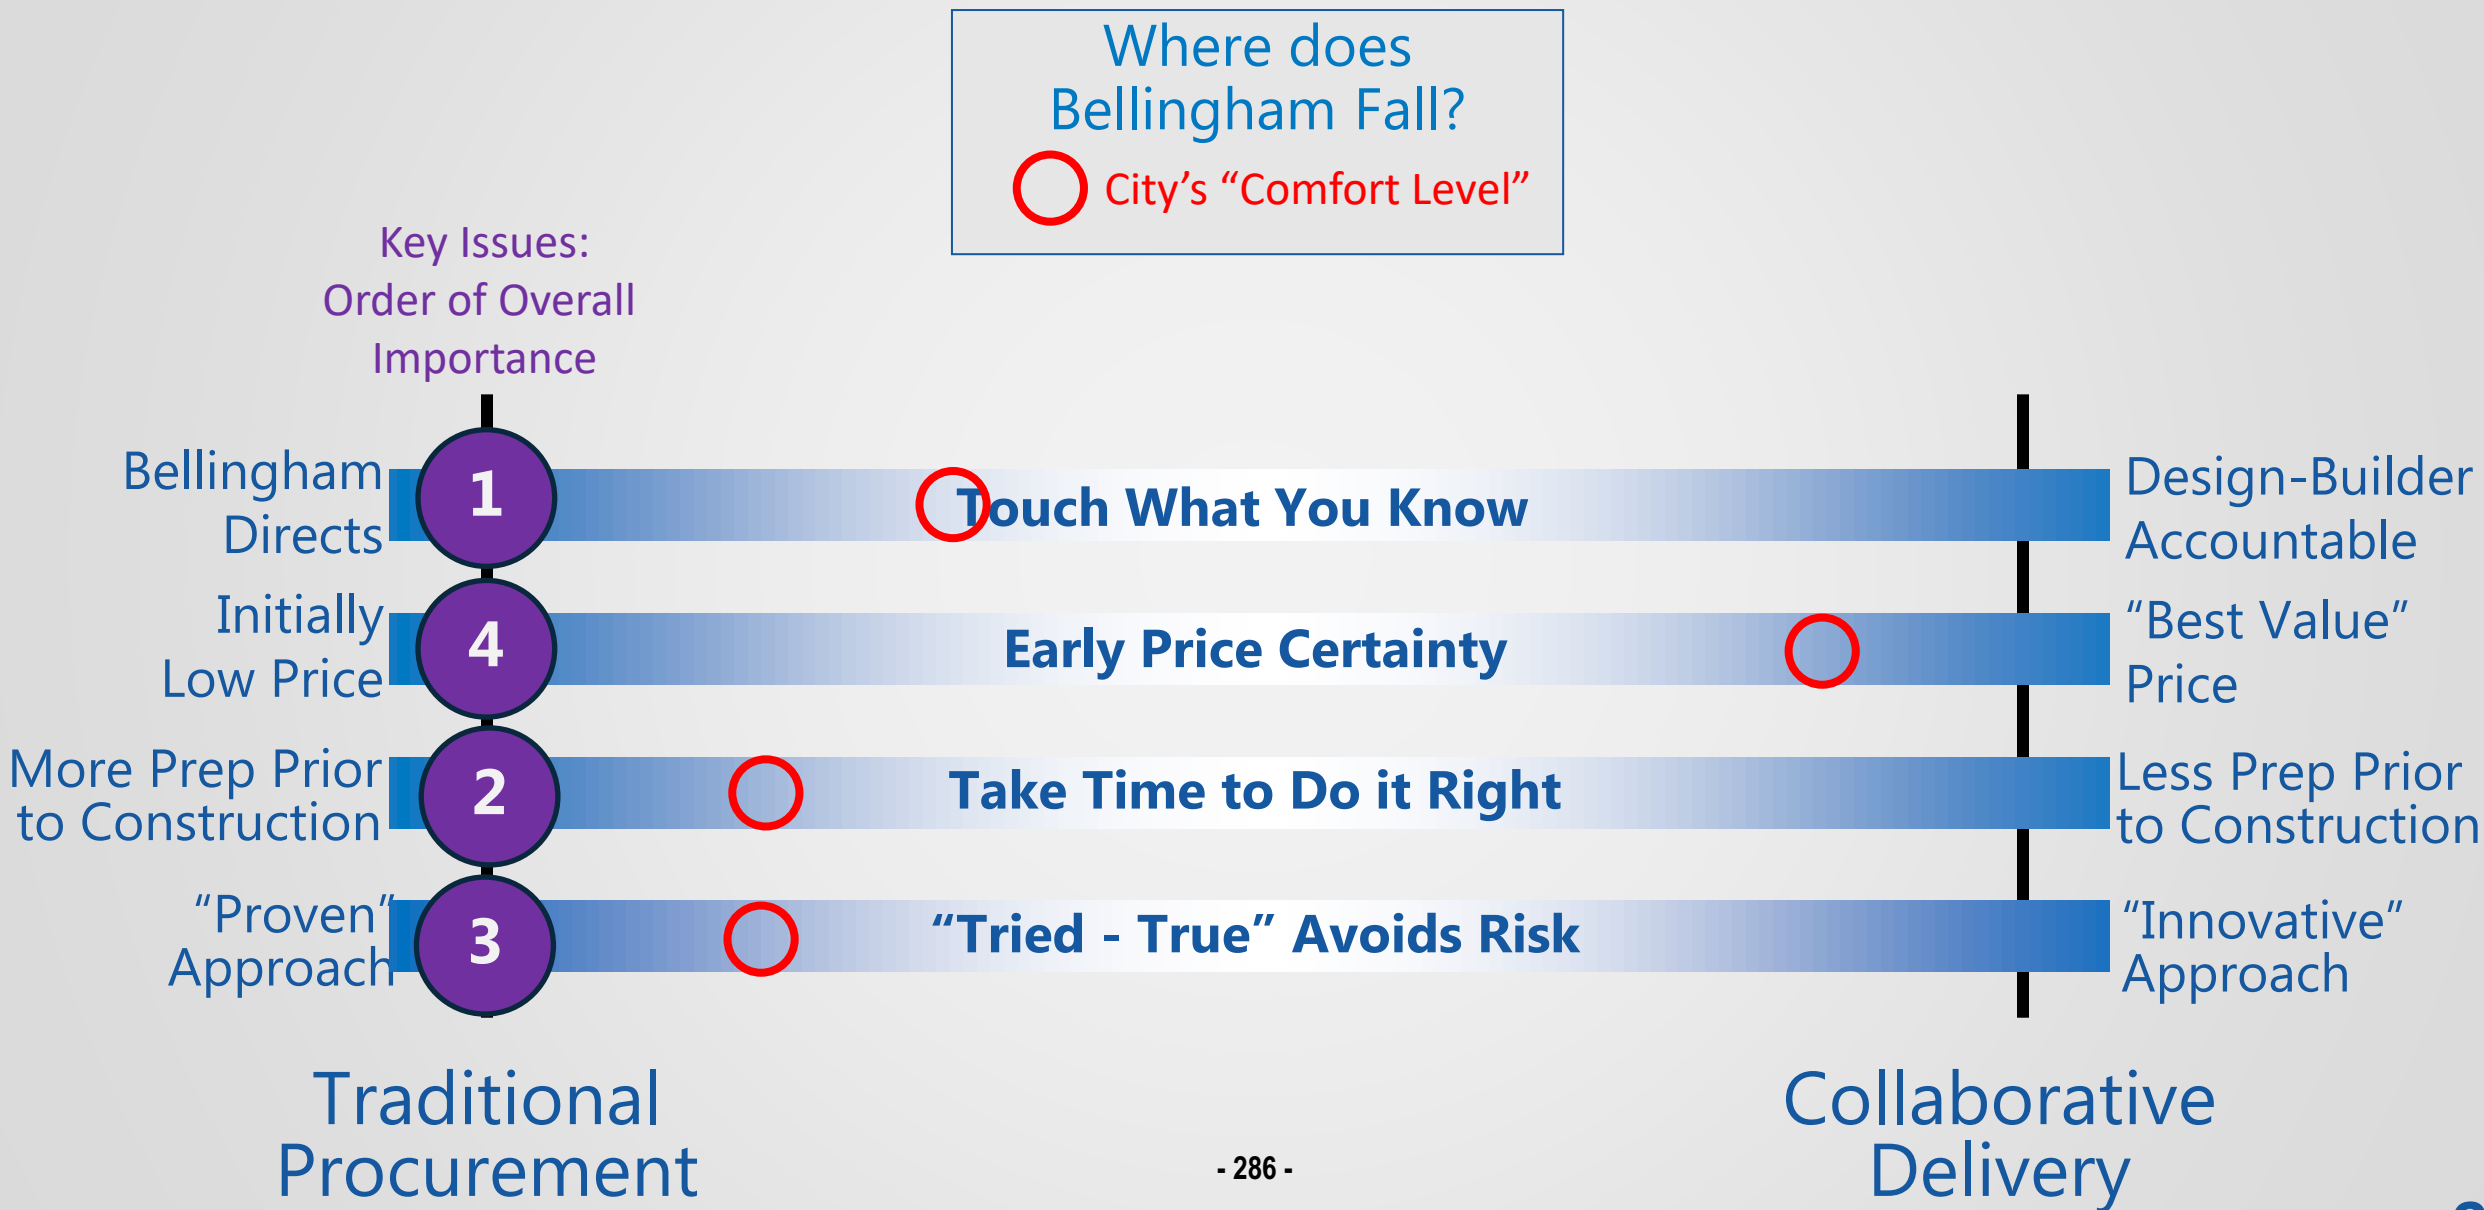 Where does
Bellingham Fall?
City’s “Comfort Level”
Key Issues:
Order of Overall
Importance
Bellingham
Directs
1
Touch What You Know
Design-Builder
Accountable
Initially
Low Price
4
Early Price Certainty
“Best Value”
Price
More Prep Prior
to Construction
2
Take Time to Do it Right
Less Prep Prior
to Construction
“Proven”
Approach
3
“Tried - True” Avoids Risk
“Innovative”
Approach
Traditional
Procurement
Collaborative
Delivery
- 286 -